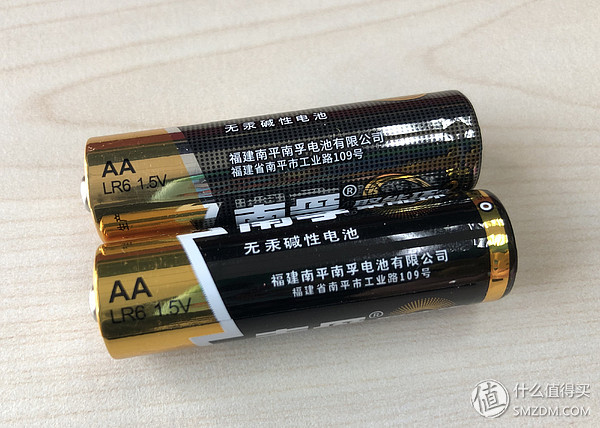 无汞碱性电池
福建南平南孚电池有限公司
福建省南平市工业路109号
AA
LR6 1.5V
南孚®
无汞碱性电池
福建南平南孚电池有限公司
福建省南平市工业路109号
AA
LR6 1.5V
南孚®
值 什么值得买
SMZDM.COM